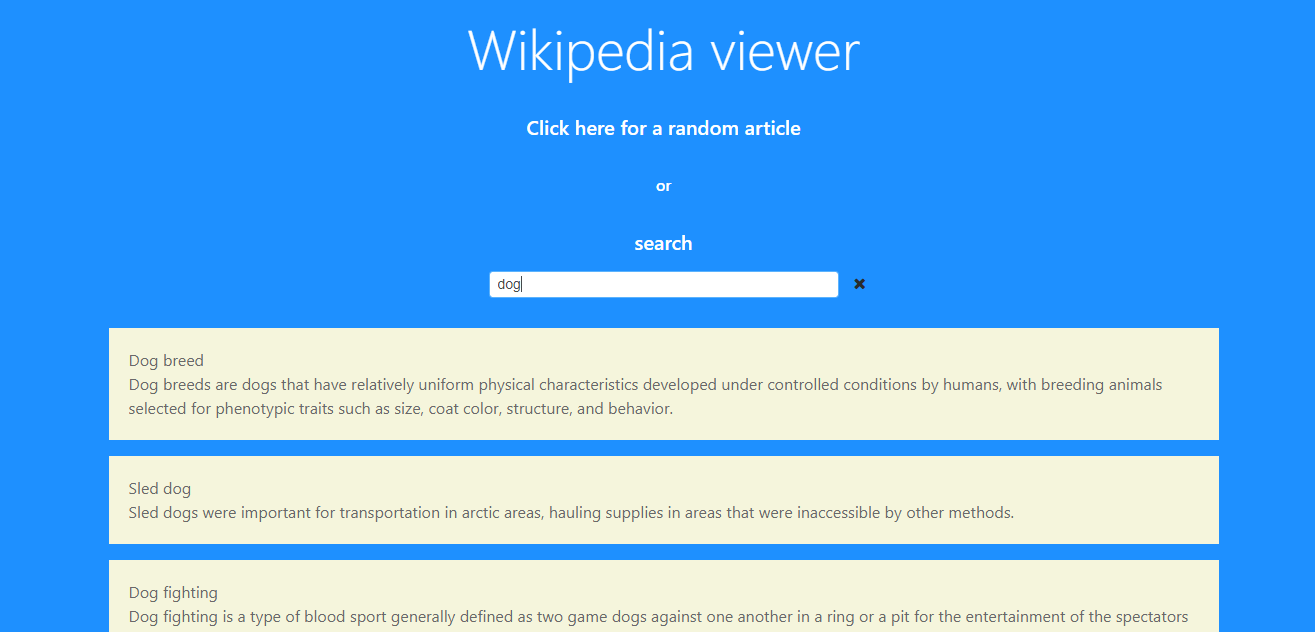 Wikipedia viewer
Click here for a random article
or
search
dog
Dog breed
Dog breeds are dogs that have relatively uniform physical characteristics developed under controlled conditions by humans, with breeding animals
selected for phenotypic traits such as size, coat color, structure, and behavior.
Sled dog
Sled dogs were important for transportation in arctic areas, hauling supplies in areas that were inaccessible by other methods.
Dog fighting
Dog fighting is a type of blood sport generally defined as two game dogs against one another in a ring or a pit for the entertainment of the spectators